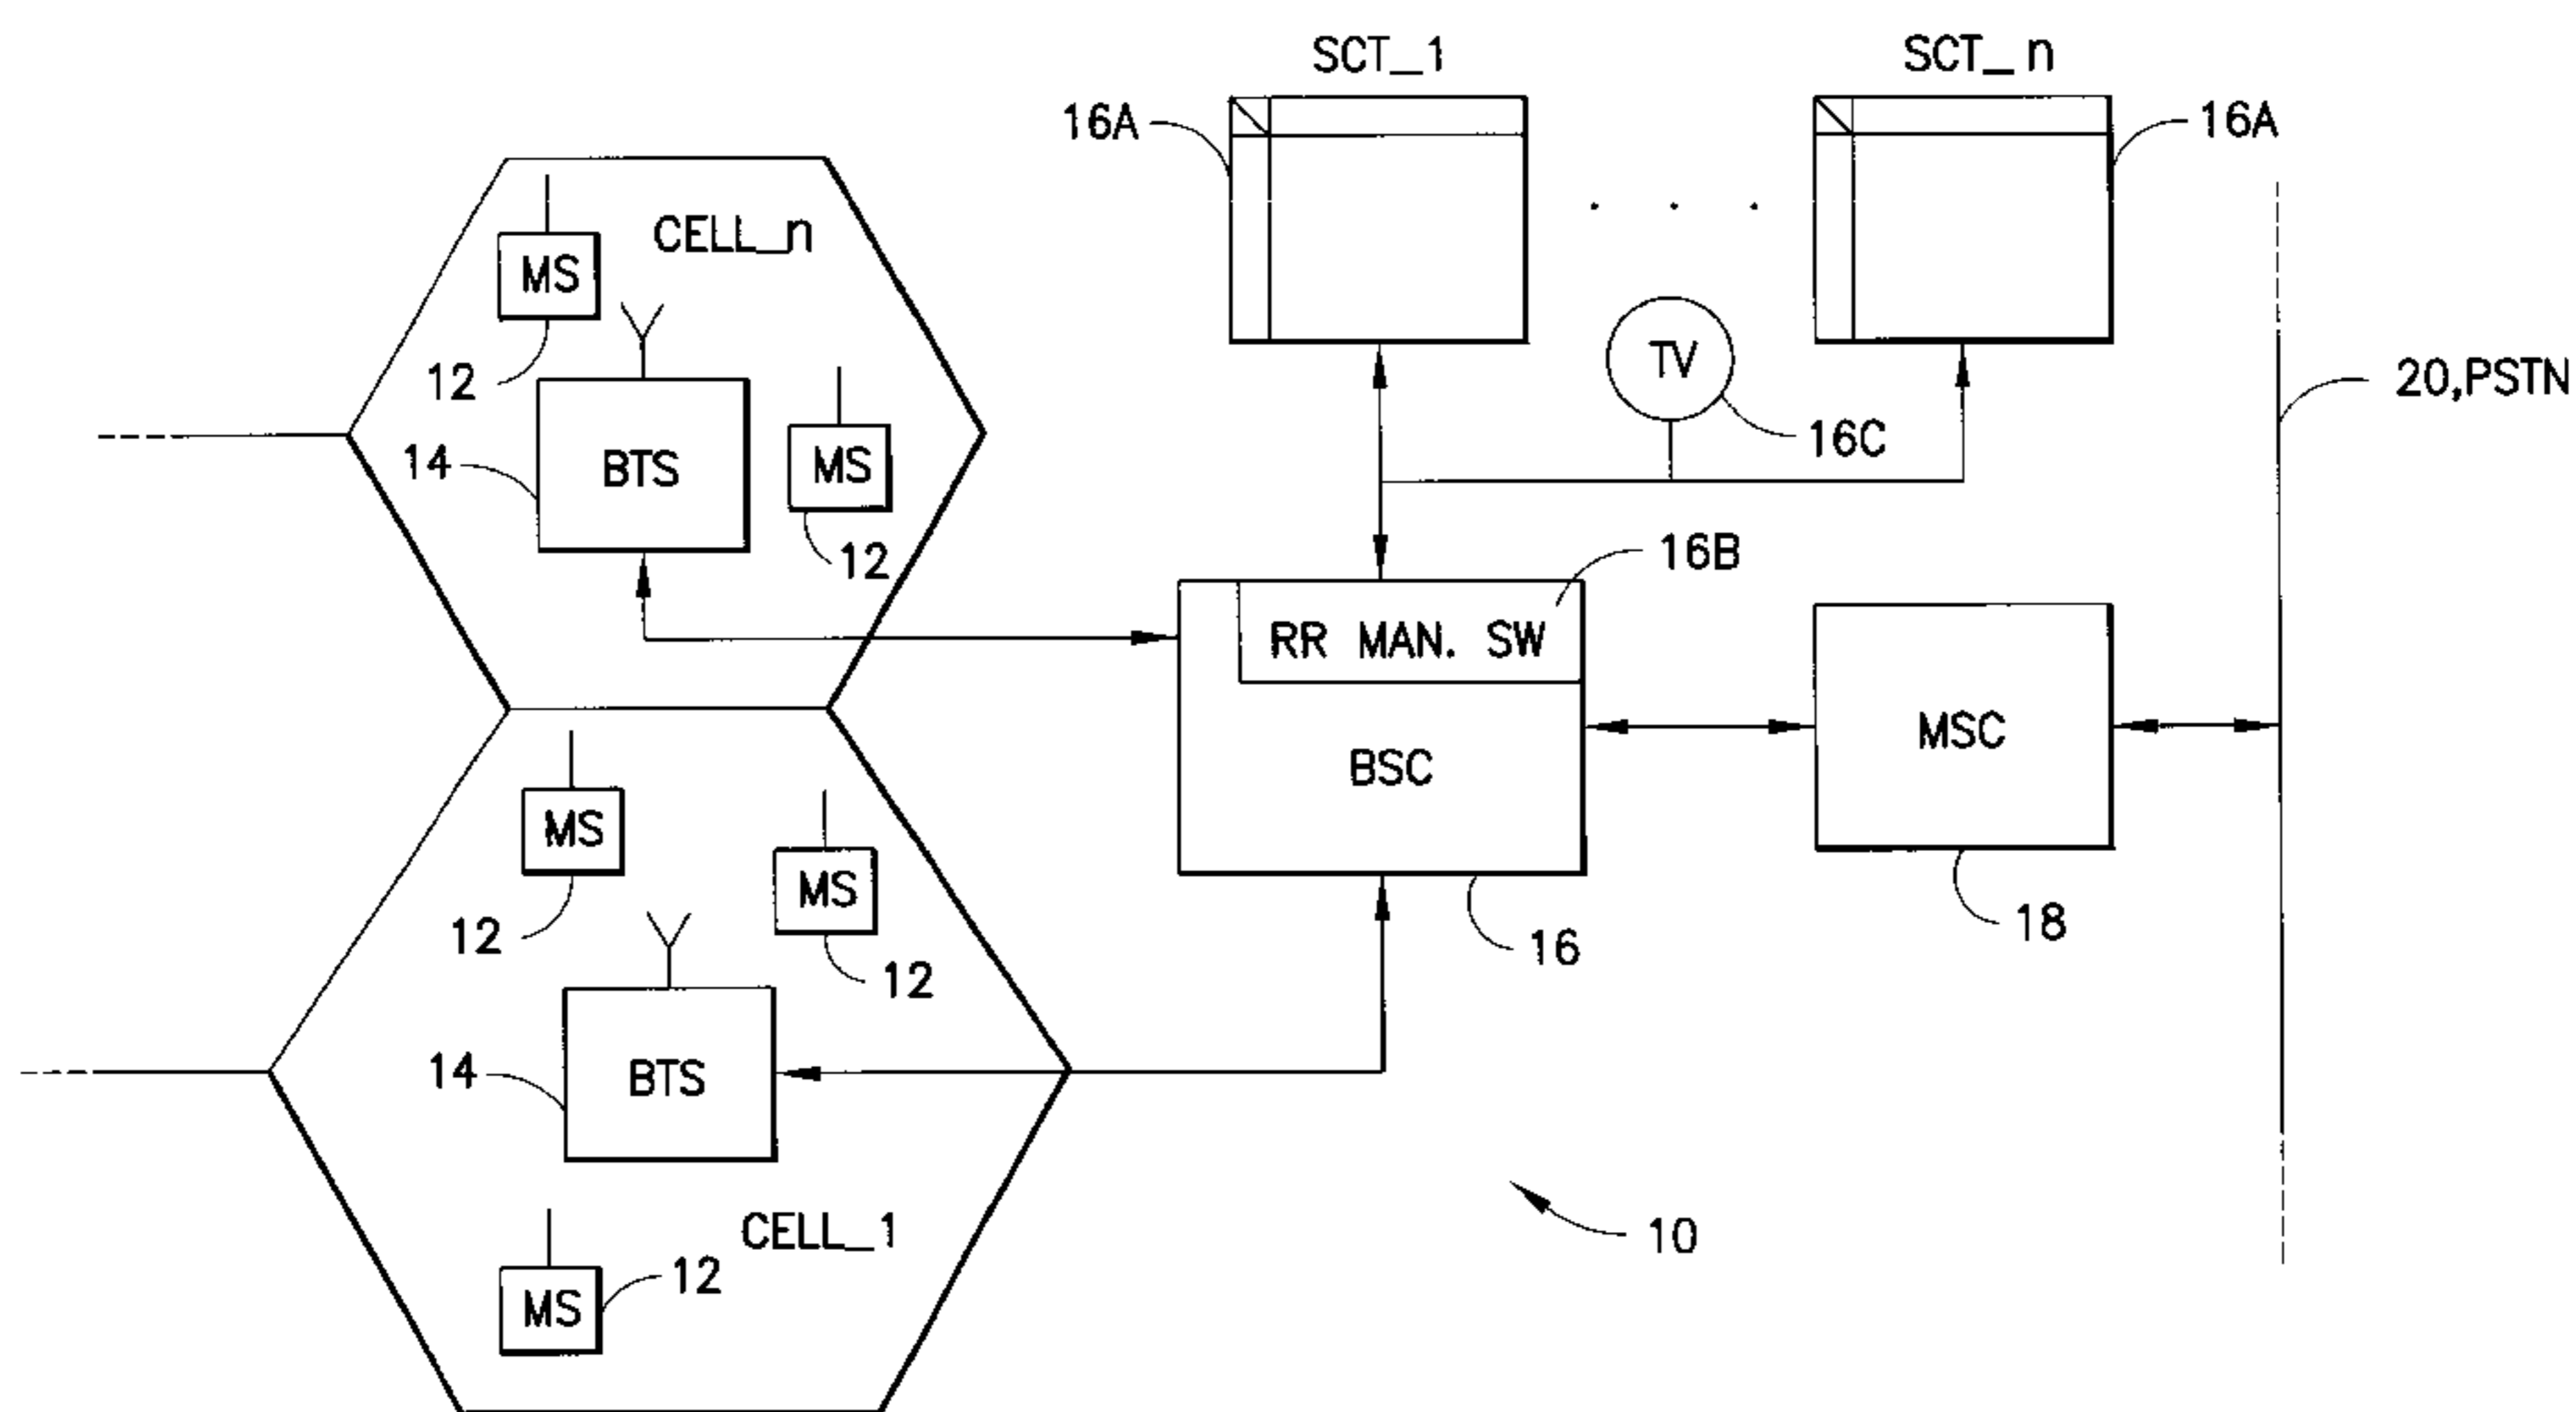 SCT_1
SCT_n
16A
16A
CELL_n
MS
12
TV
16C
20,PSTN
14
BTS
MS
12
16B
RR MAN. SW
BSC
MSC
16
18
MS
12
MS
12
14
BTS
CELL_1
MS
12
10